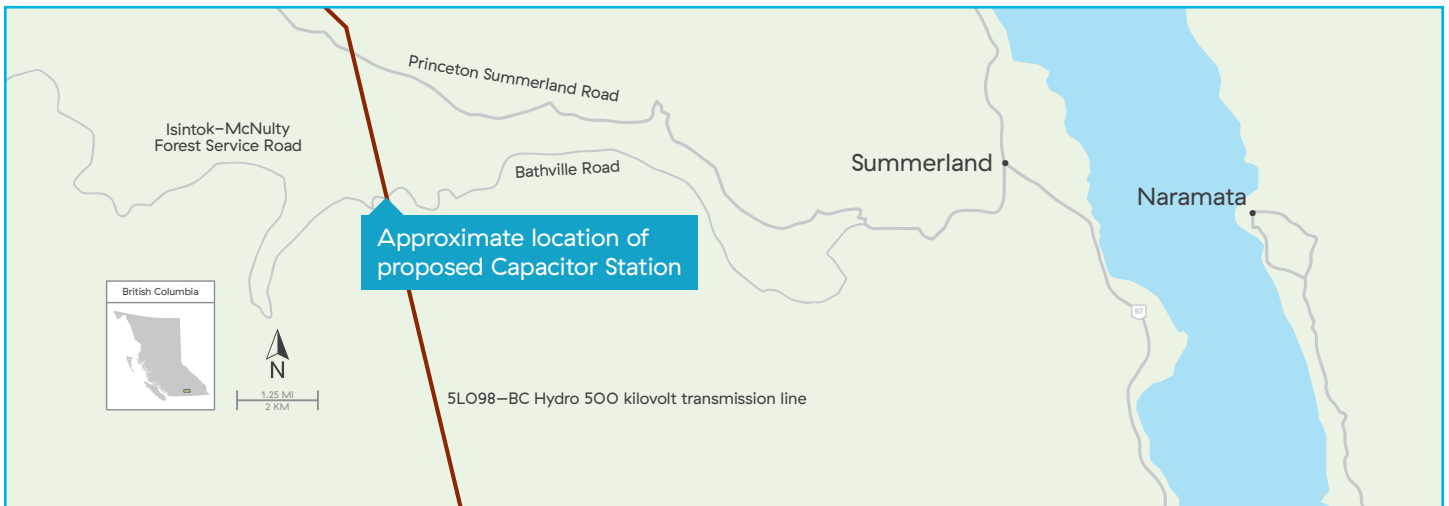 Princeton Summerland Road
Isintok–McNulty
Forest Service Road
Bathville Road
Summerland
Naramata
Approximate location of
proposed Capacitor Station
British Columbia
N
1.25 MI
2 KM
97
5L098–BC Hydro 500 kilovolt transmission line